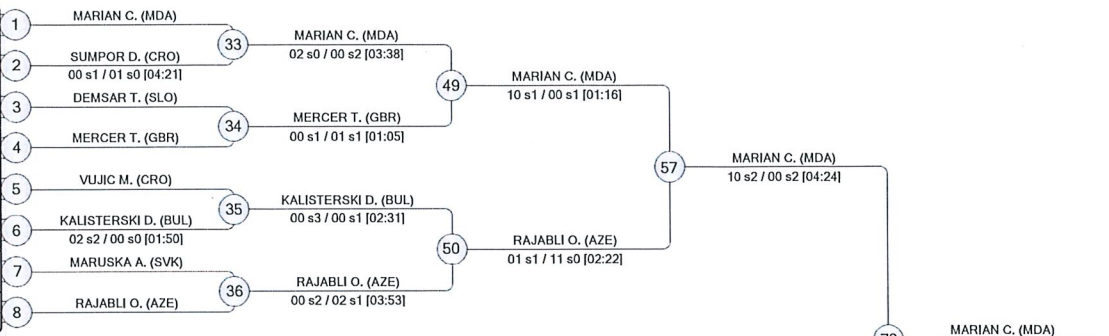 1
MARIAN C. (MDA)
33
MARIAN C. (MDA)
02 s0 / 00 s2 [03:38]
2
SUMPOR D. (CRO)
00 s1 / 01 s0 [04:21]
49
MARIAN C. (MDA)
10 s1 / 00 s1 [01:16]
3
DEMSAR T. (SLO)
34
MERCER T. (GBR)
00 s1 / 01 s1 [01:05]
4
MERCER T. (GBR)
57
MARIAN C. (MDA)
10 s2 / 00 s2 [04:24]
5
VUJIC M. (CRO)
35
KALISTERSKI D. (BUL)
00 s3 / 00 s1 [02:31]
6
KALISTERSKI D. (BUL)
02 s2 / 00 s0 [01:50]
50
RAJABLI O. (AZE)
01 s1 / 11 s0 [02:22]
7
MARUSKA A. (SVK)
36
RAJABLI O. (AZE)
00 s2 / 02 s1 [03:53]
8
RAJABLI O. (AZE)
MARIAN C. (MDA)